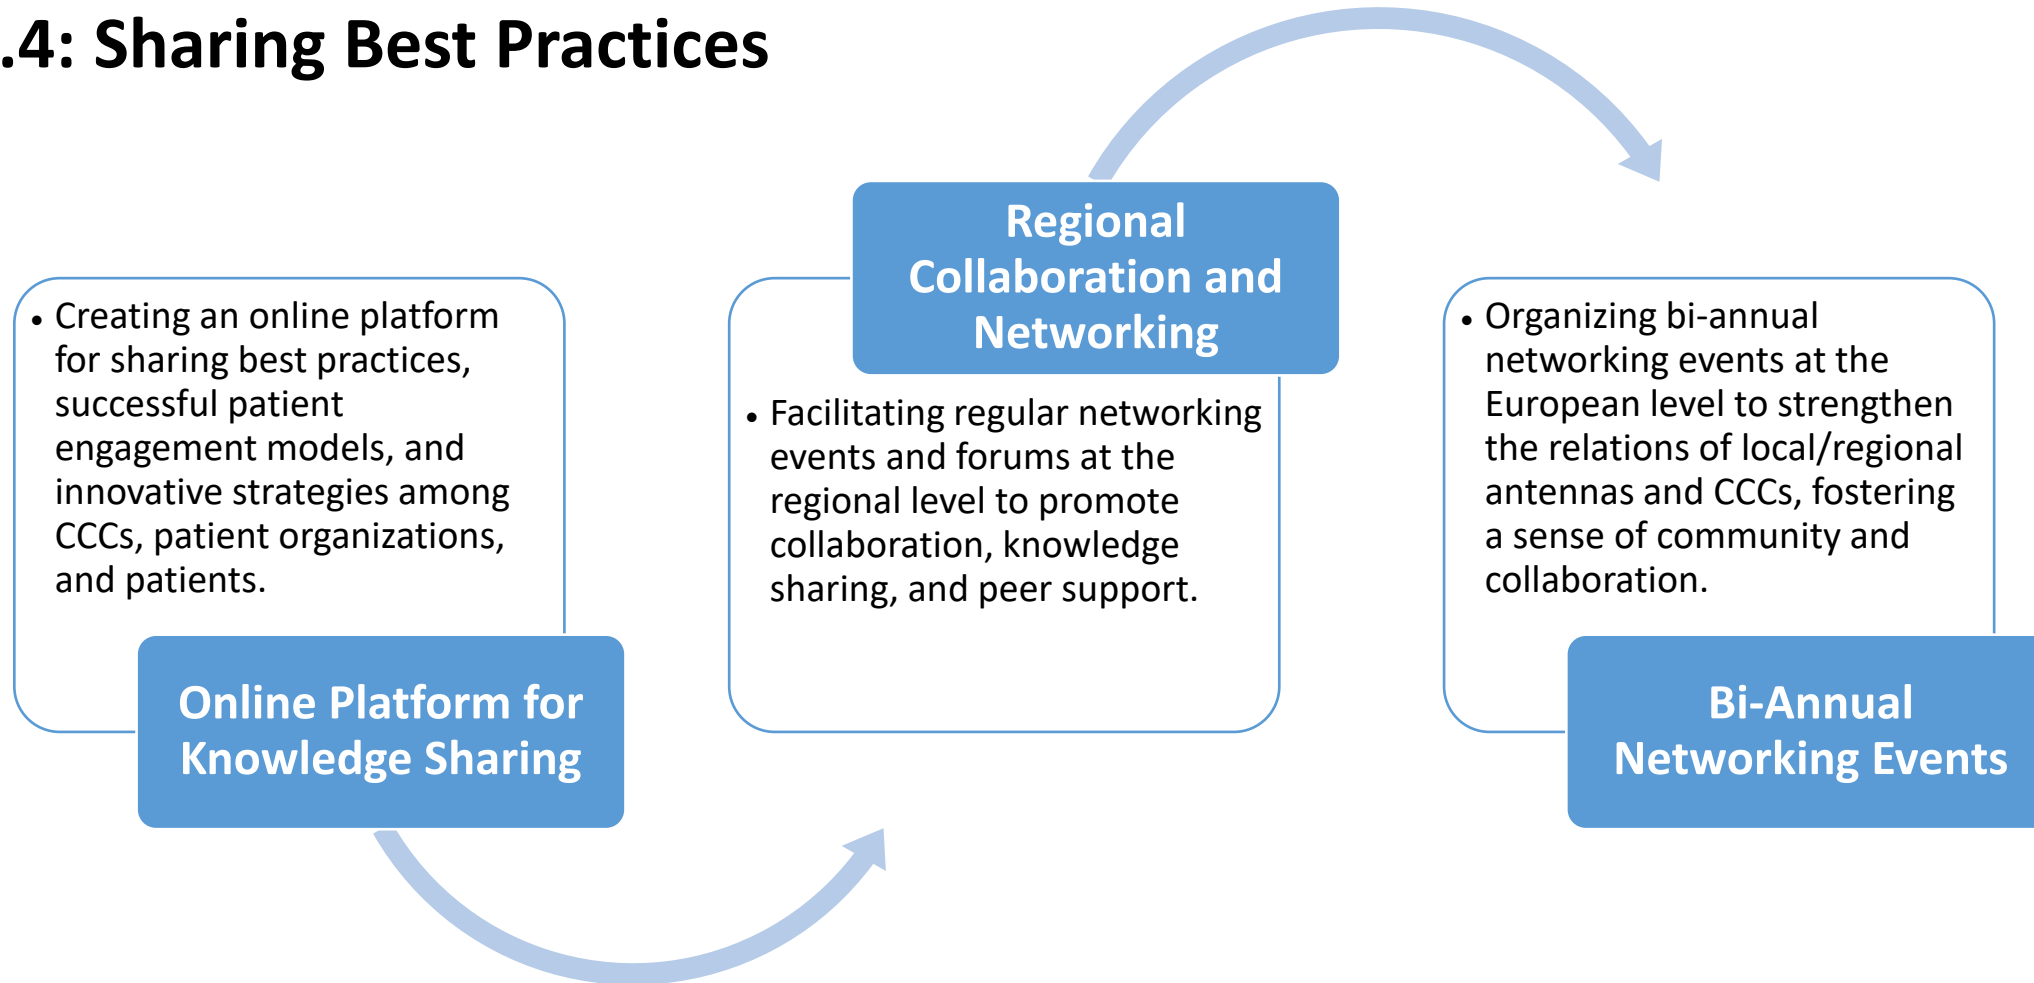 .4: Sharing Best Practices
• Creating an online platform
for sharing best practices,
successful patient
engagement models, and
innovative strategies among
CCCs, patient organizations,
and patients.
Online Platform for
Knowledge Sharing
Regional
Collaboration and
Networking
• Facilitating regular networking
events and forums at the
regional level to promote
collaboration, knowledge
sharing, and peer support.
• Organizing bi-annual
networking events at the
European level to strengthen
the relations of local/regional
antennas and CCCs, fostering
a sense of community and
collaboration.
Bi-Annual
Networking Events